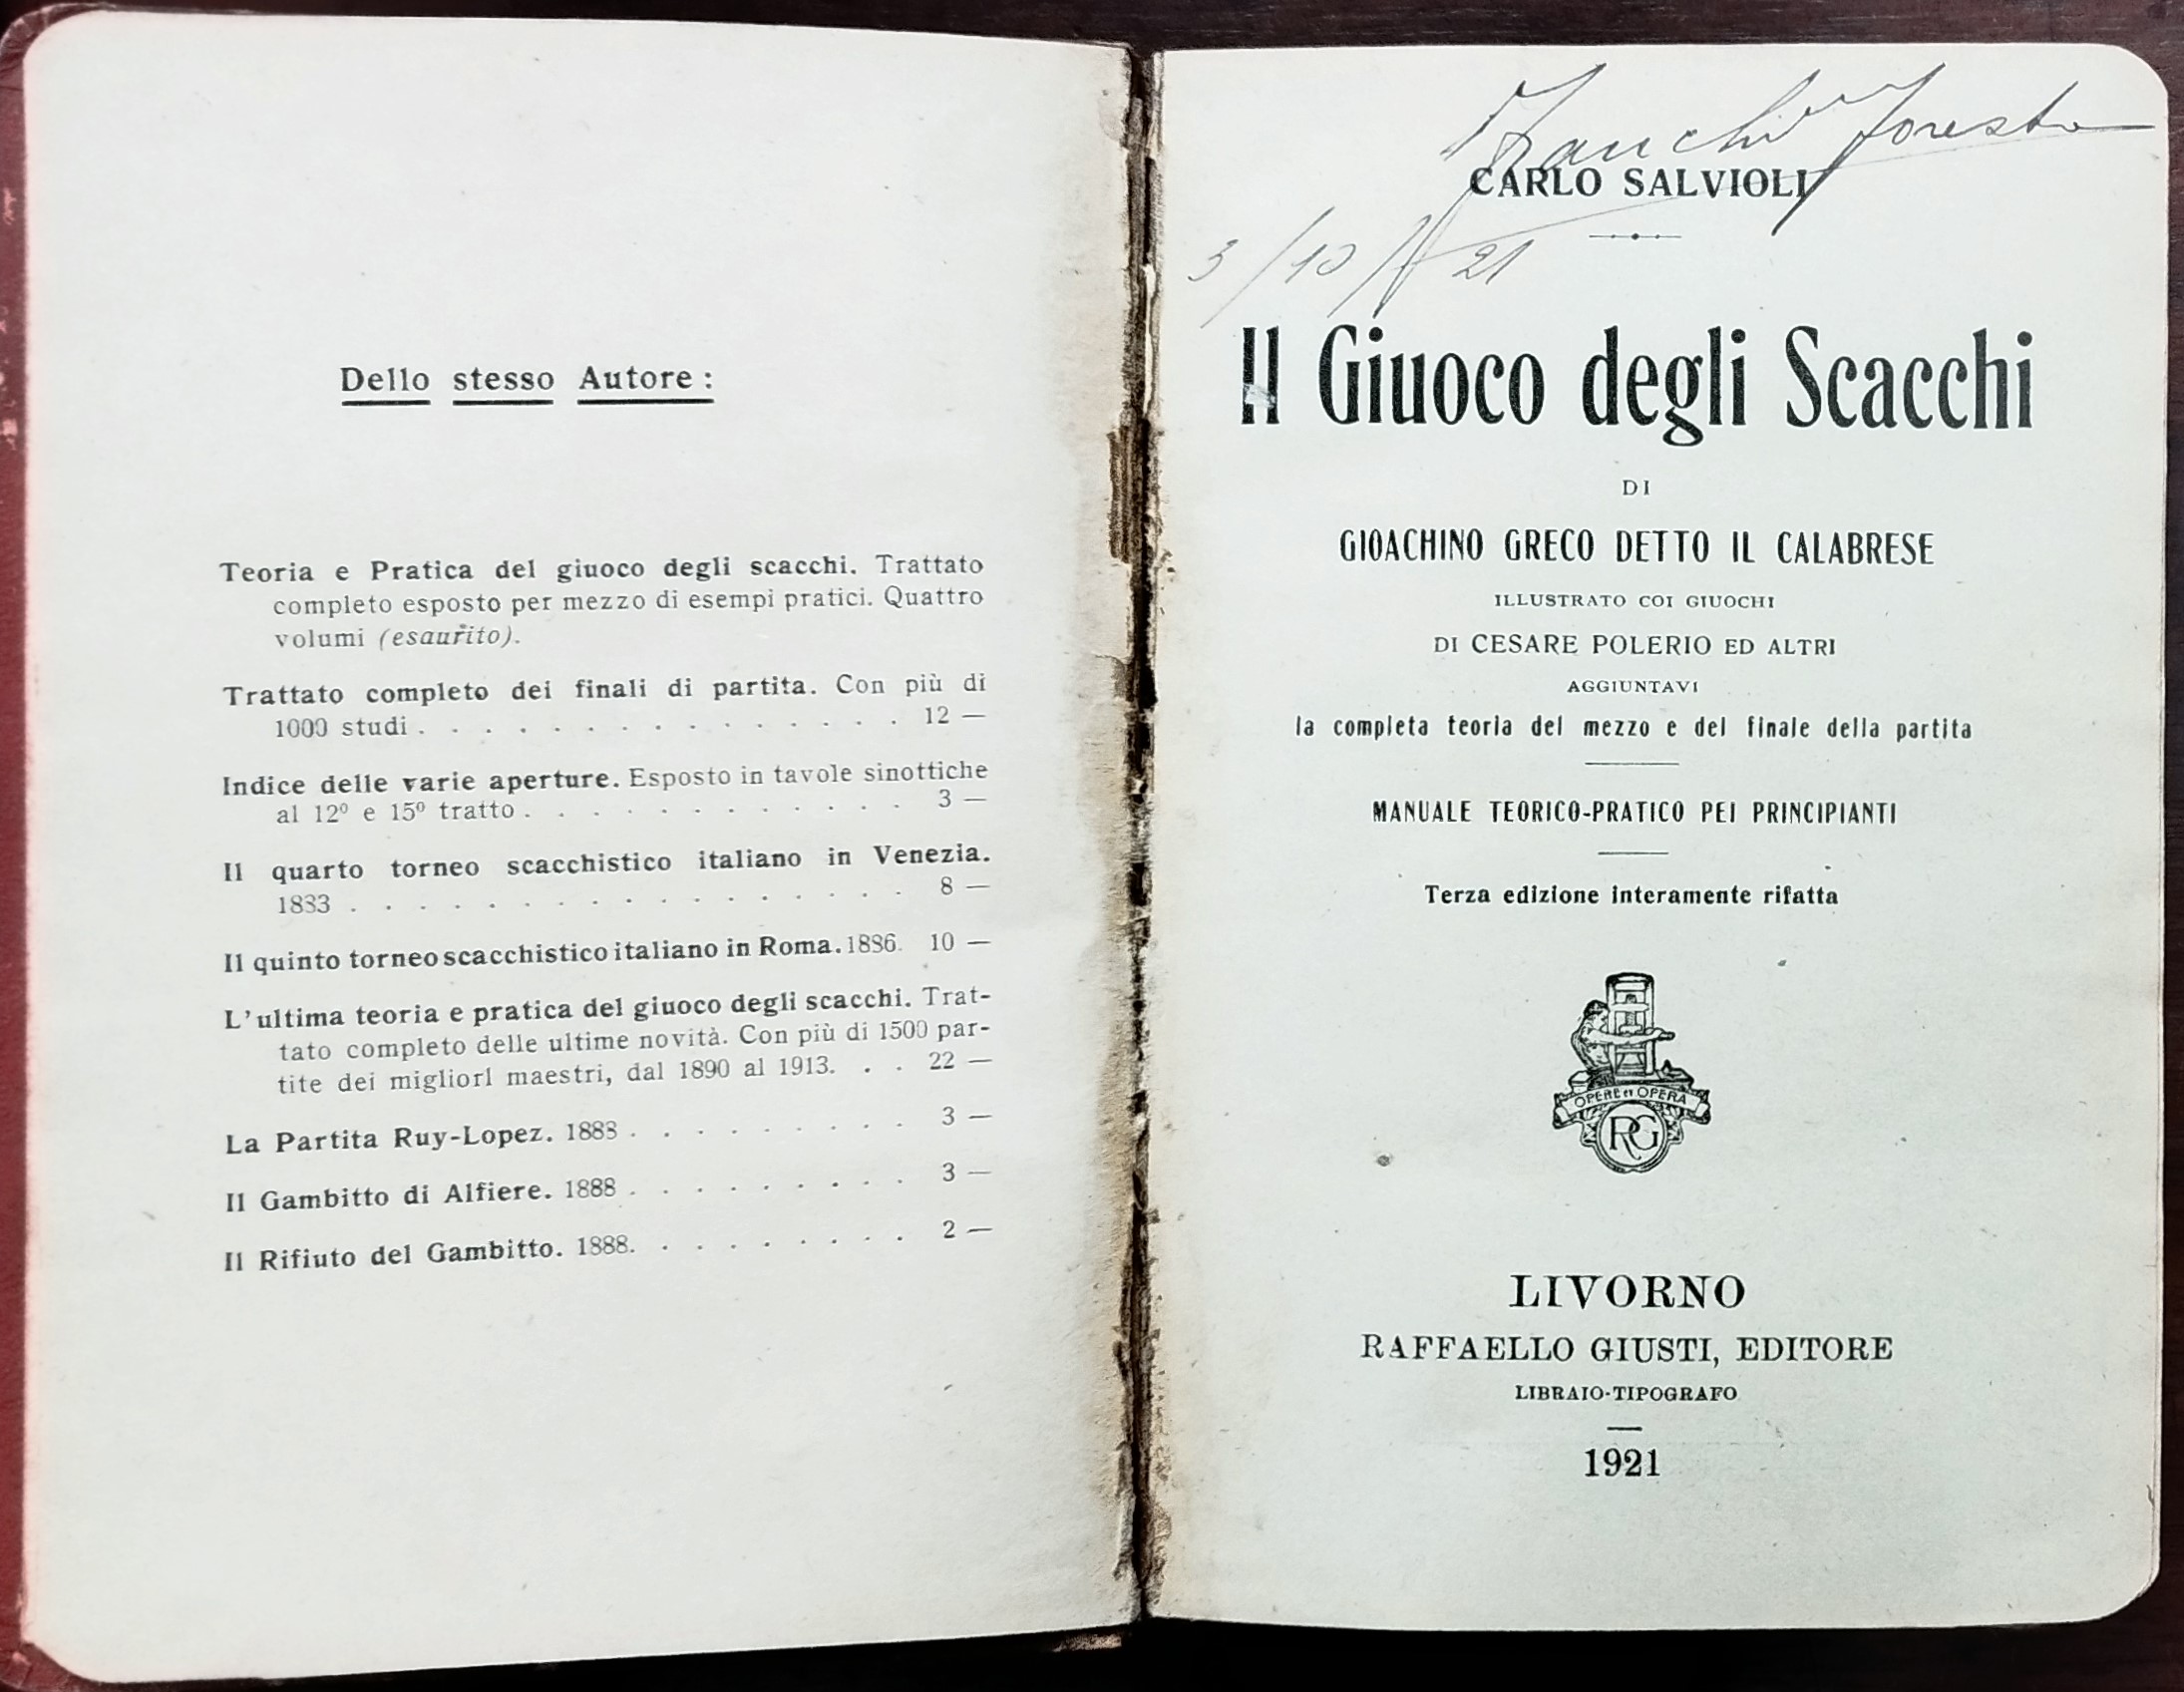 Dello stesso Autore:
Teoria e Pratica del giuoco degli scacchi. Trattato
completo esposto per mezzo di esempi pratici. Quattro
volumi (esaurito).
Trattato completo dei finali di partita. Con più di
1000 studi . . . . . . . . . . . . . . . 12 —
Indice delle varie aperture. Esposto in tavole sinottiche
al 12º e 15º tratto . . . . . . . . . . . . 3 —
Il quarto torneo scacchistico italiano in Venezia.
1883 . . . . . . . . . . . . . . . . . 8 —
Il quinto torneo scacchistico italiano in Roma. 1886. 10 —
L'ultima teoria e pratica del giuoco degli scacchi. Trat-
tato completo delle ultime novità. Con più di 1500 par-
tite dei migliori maestri, dal 1890 al 1913. . . 22 —
La Partita Ruy-Lopez. 1888 . . . . . . . . . 3 —
Il Gambitto di Alfiere. 1888 . . . . . . . . . 3 —
Il Rifiuto del Gambitto. 1888. . . . . . . . . 2 —
CARLO SALVIOLI
3/10/21
Il Giuoco degli Scacchi
DI
GIOACHINO GRECO DETTO IL CALABRESE
ILLUSTRATO COI GIUOCHI
DI CESARE POLERIO ED ALTRI
AGGIUNTAVI
la completa teoria del mezzo e del finale della partita
MANUALE TEORICO-PRATICO PEI PRINCIPIANTI
Terza edizione interamente rifatta
OPERE ET OPERA
RG
LIVORNO
RAFFAELLO GIUSTI, EDITORE
LIBRAIO-TIPOGRAFO
1921